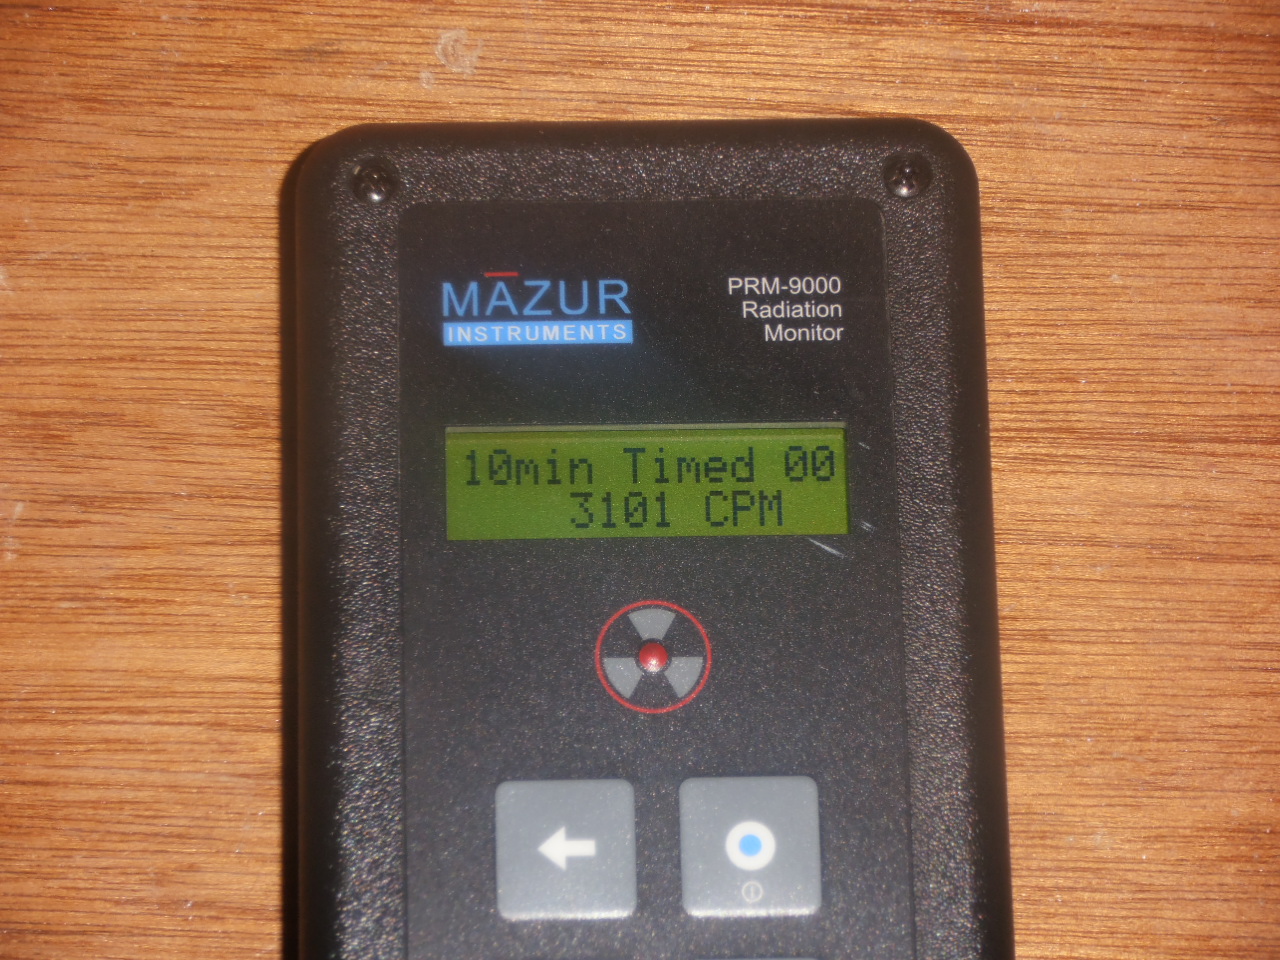 MAZUR
INSTRUMENTS
PRM-9000
Radiation
Monitor
10min Timed 00
3101 CPM